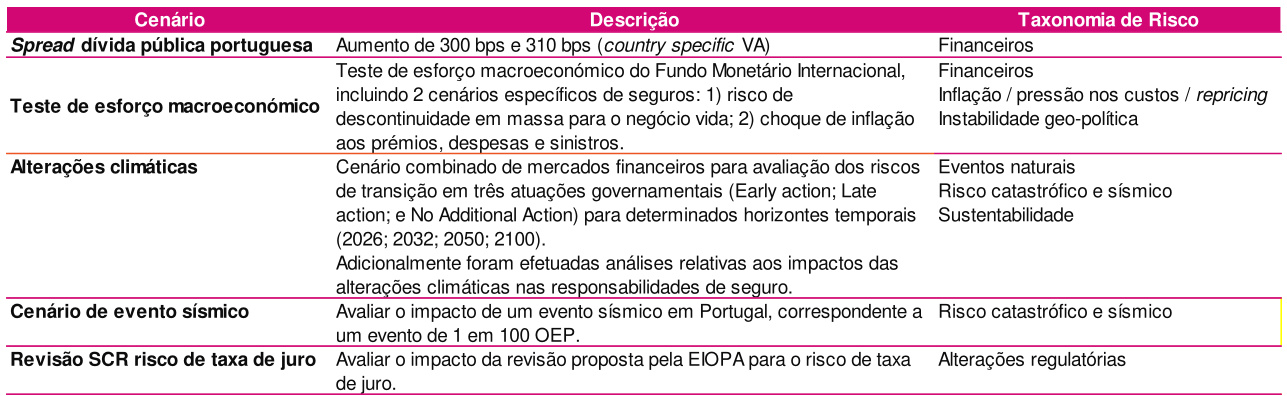 Cenário Descrição Taxonomia de Risco
Spread dívida pública portuguesa Aumento de 300 bps e 310 bps (country specific VA) Financeiros
Teste de esforço macroeconómico do Fundo Monetário Internacional, Financeiros
Teste de esforço macroeconómico incluindo 2 cenários específicos de seguros: 1) risco de Inflação / pressão nos custos / repricing
descontinuidade em massa para o negócio vida; 2) choque de inflação Instabilidade geo-política
aos prémios, despesas e sinistros.
Alterações climáticas Cenário combinado de mercados financeiros para avaliação dos riscos Eventos naturais
de transição em três atuações governamentais (Early action; Late Risco catastrófico e sísmico
action; e No Additional Action) para determinados horizontes temporais Sustentabilidade
(2026; 2032; 2050; 2100).
Adicionalmente foram efetuadas análises relativas aos impactos das
alterações climáticas nas responsabilidades de seguro.
Cenário de evento sísmico Avaliar o impacto de um evento sísmico em Portugal, correspondente a Risco catastrófico e sísmico
um evento de 1 em 100 OEP.
Revisão SCR risco de taxa de juro Avaliar o impacto da revisão proposta pela EIOPA para o risco de taxa Alterações regulatórias
de juro.